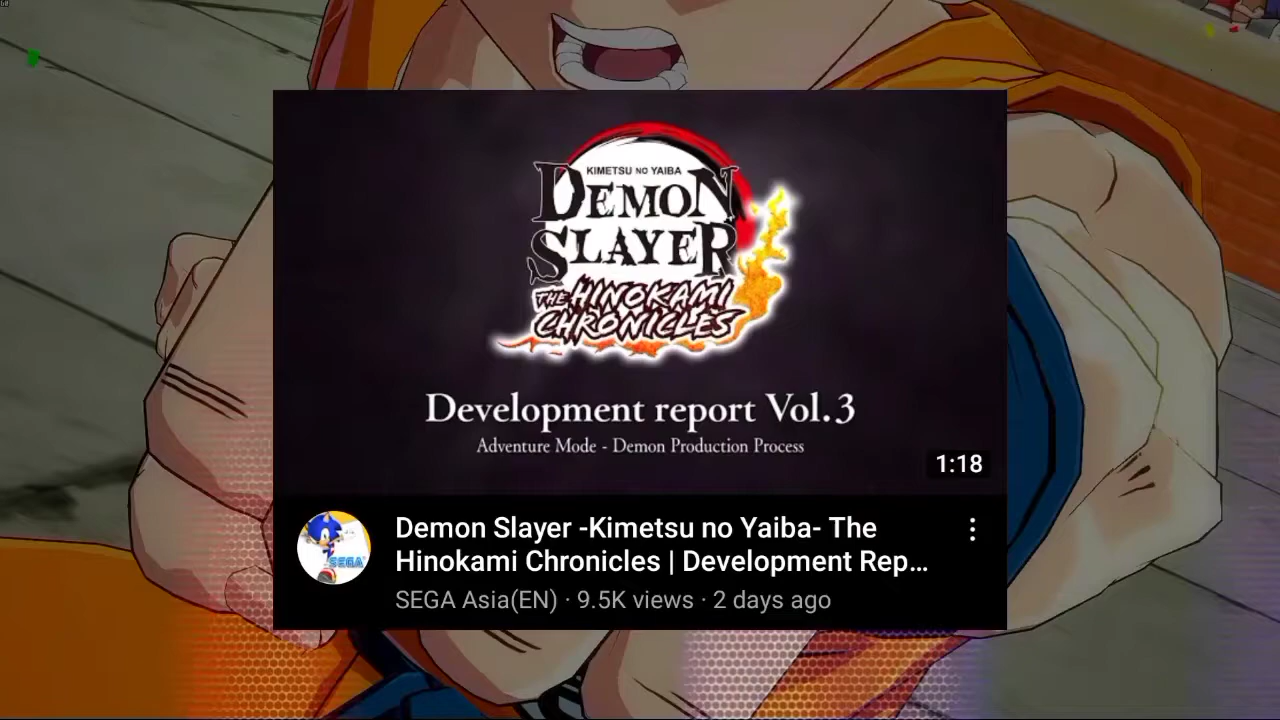 KIMETSU NO YAIBA
DEMON
SLAYER
THE HINOKAMI
CHRONICLES
Development report Vol.3
Adventure Mode - Demon Production Process
1:18
SEGA
Demon Slayer -Kimetsu no Yaiba- The
Hinokami Chronicles | Development Rep...
SEGA Asia(EN) · 9.5K views · 2 days ago